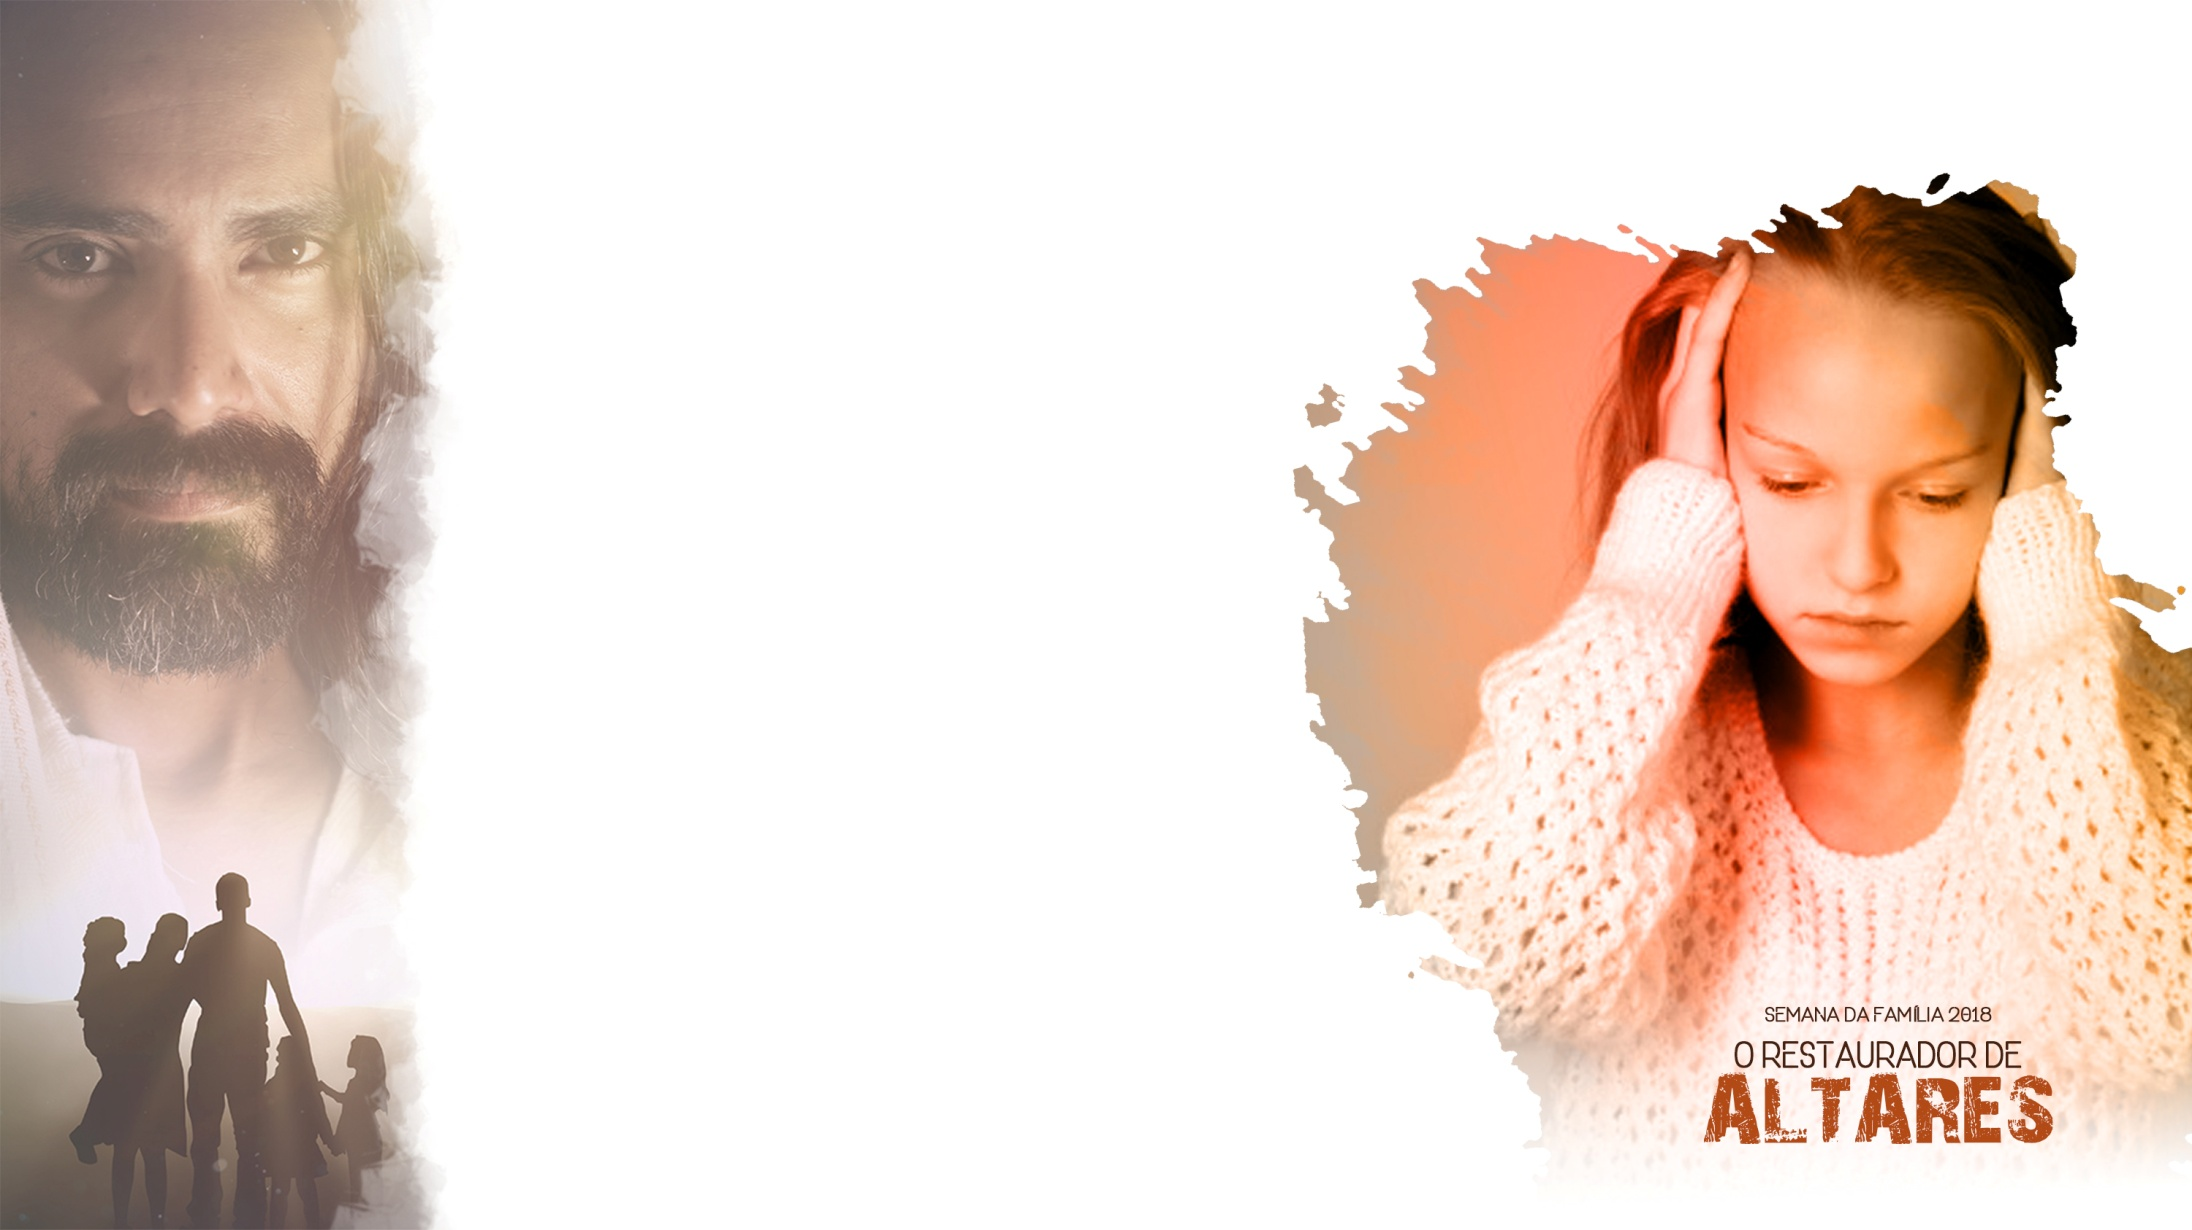 SEMANA DA FAMÍLIA 2018
O RESTAURADOR DE
ALTARES